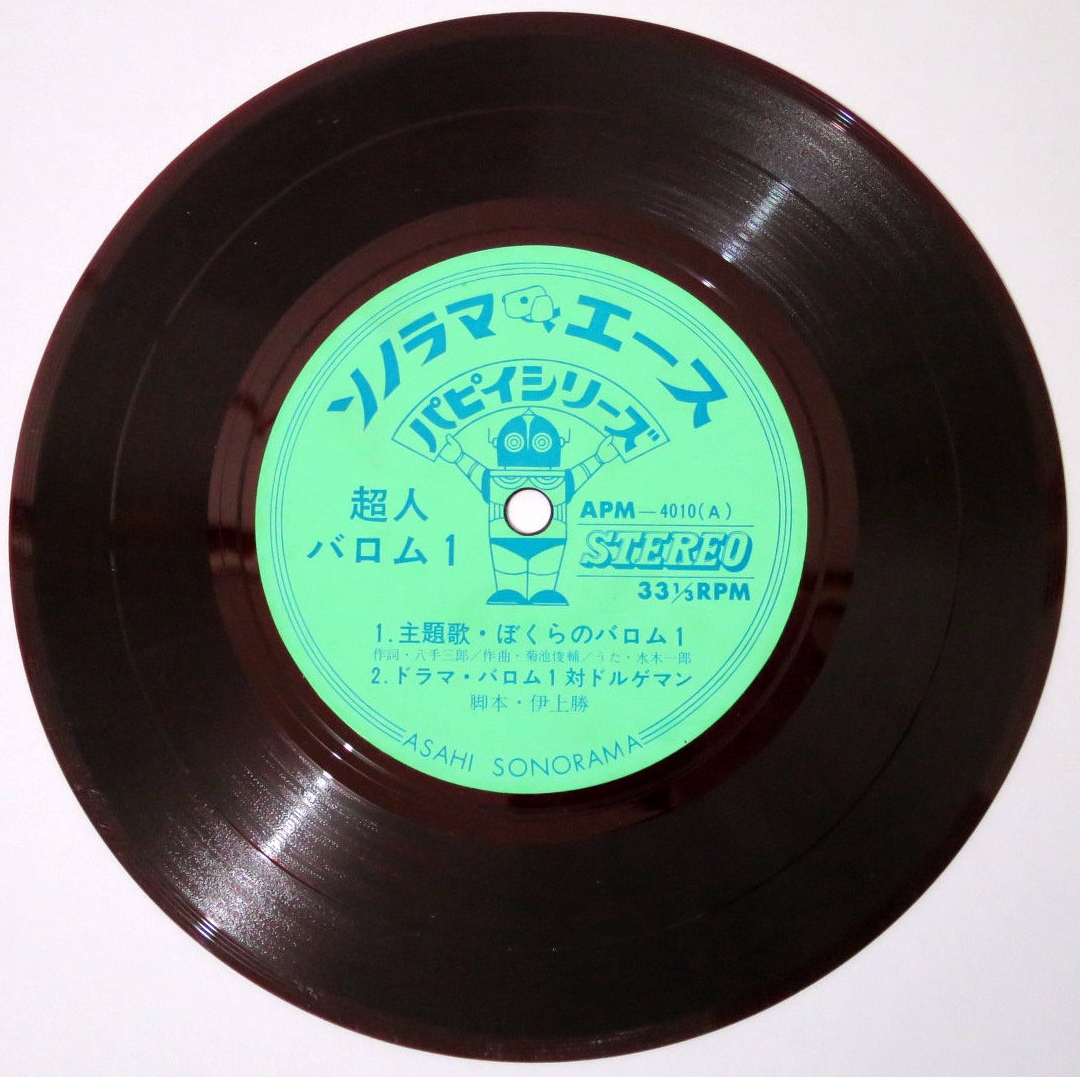 ソノラマエース
パピイシリーズ
超人
バロム1
APM－4010(A)
STEREO
33⅓RPM
1.主題歌・ぼくらのバロム1
作詞・八手三郎／作曲・菊池俊輔／うた・水木一郎
2.ドラマ・バロム1対ドルゲマン
脚本・伊上勝
ASAHI SONORAMA